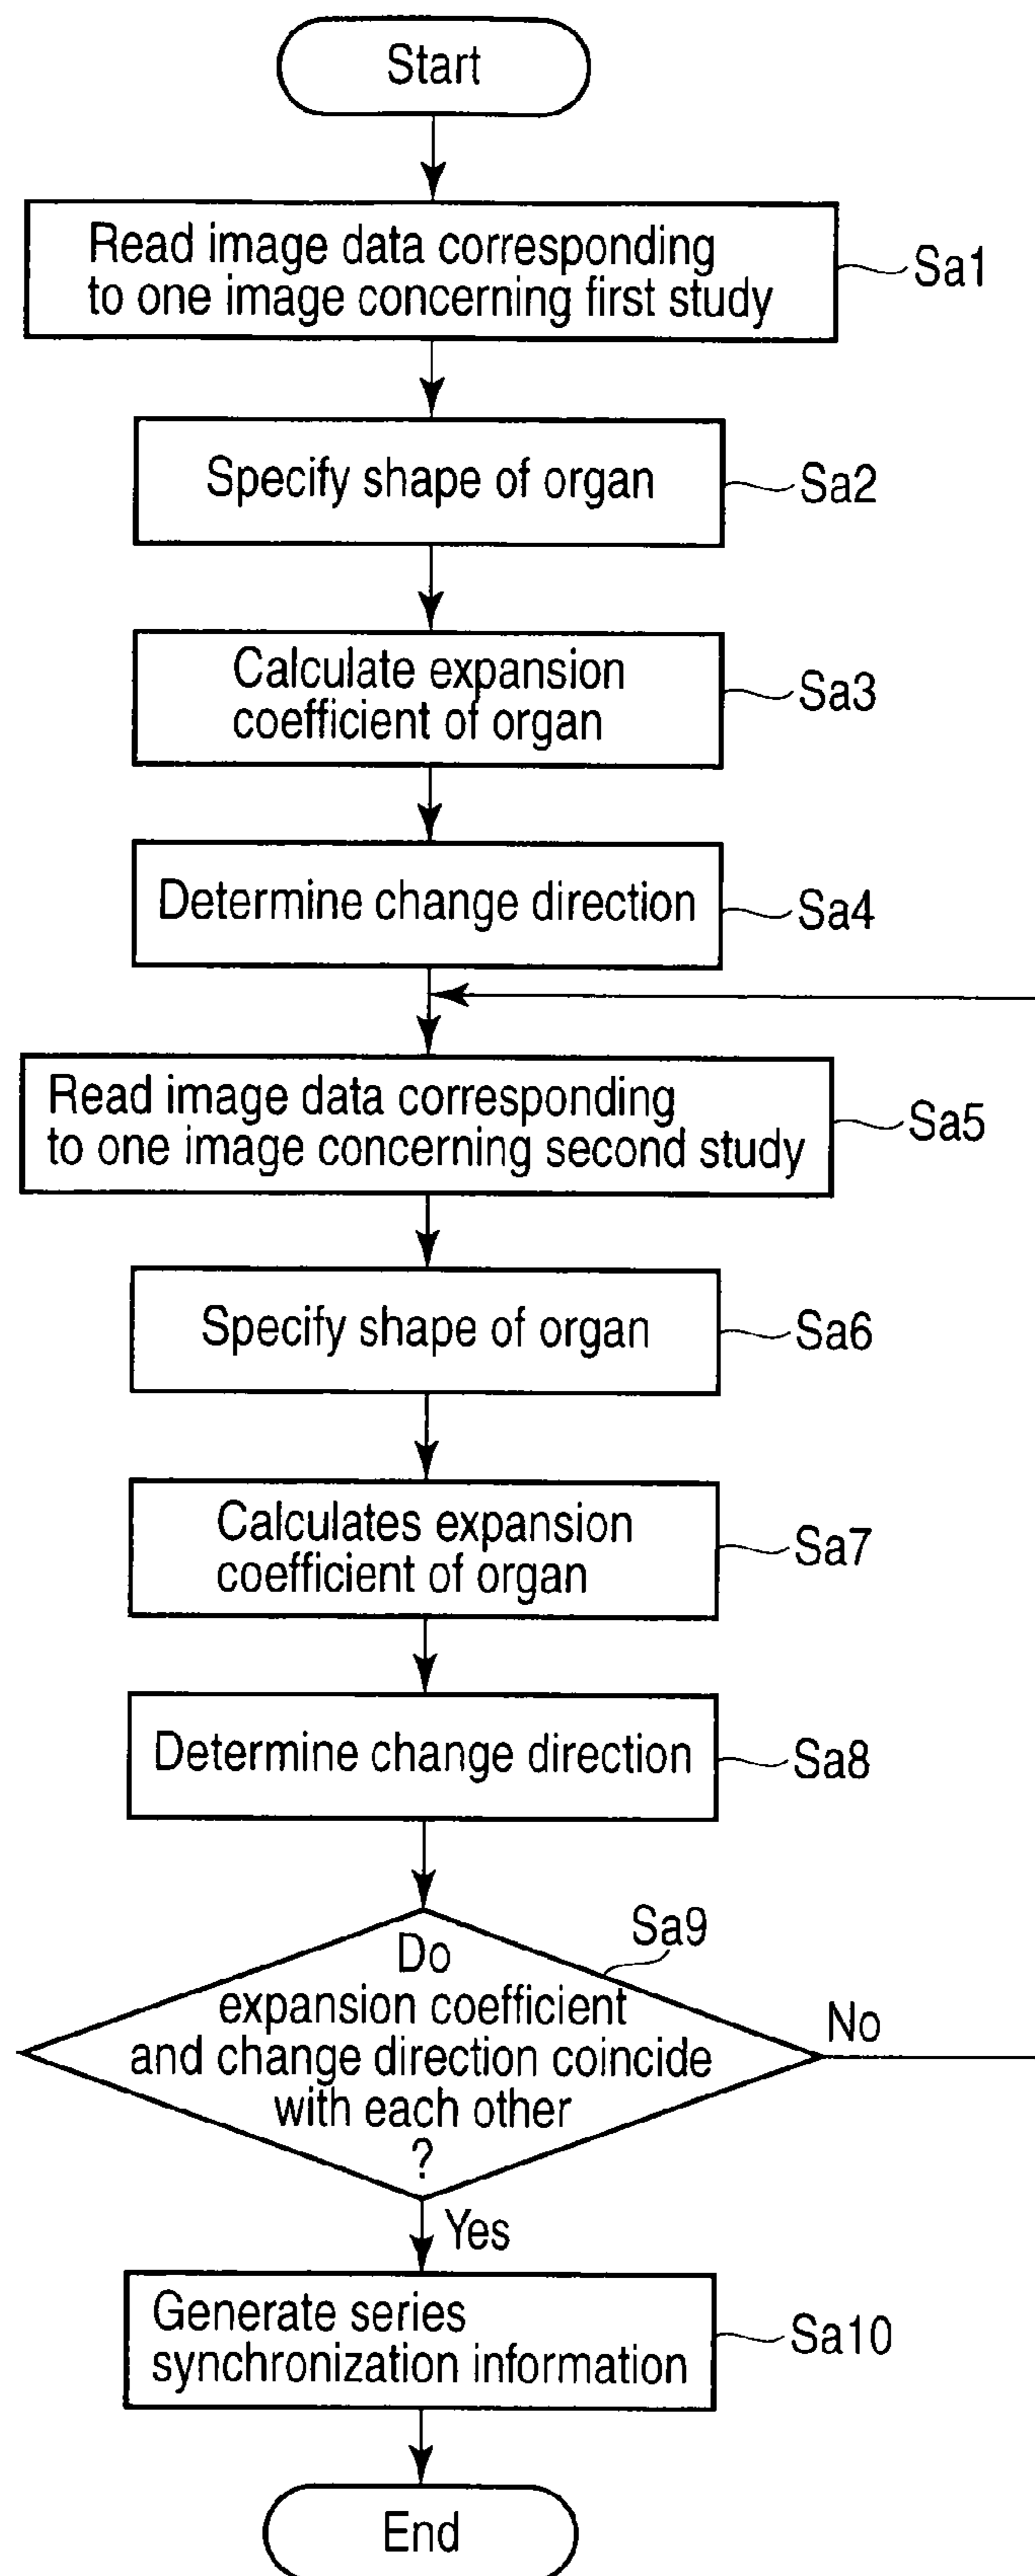 Start
Read image data corresponding
to one image concerning first study
Sa1
Specify shape of organ
Sa2
Calculate expansion
coefficient of organ
Sa3
Determine change direction
Sa4
Read image data corresponding
to one image concerning second study
Sa5
Specify shape of organ
Sa6
Calculates expansion
coefficient of organ
Sa7
Determine change direction
Sa8
Sa9
Do
expansion coefficient
and change direction coincide
with each other
?
No
Yes
Generate series
synchronization information
Sa10
End